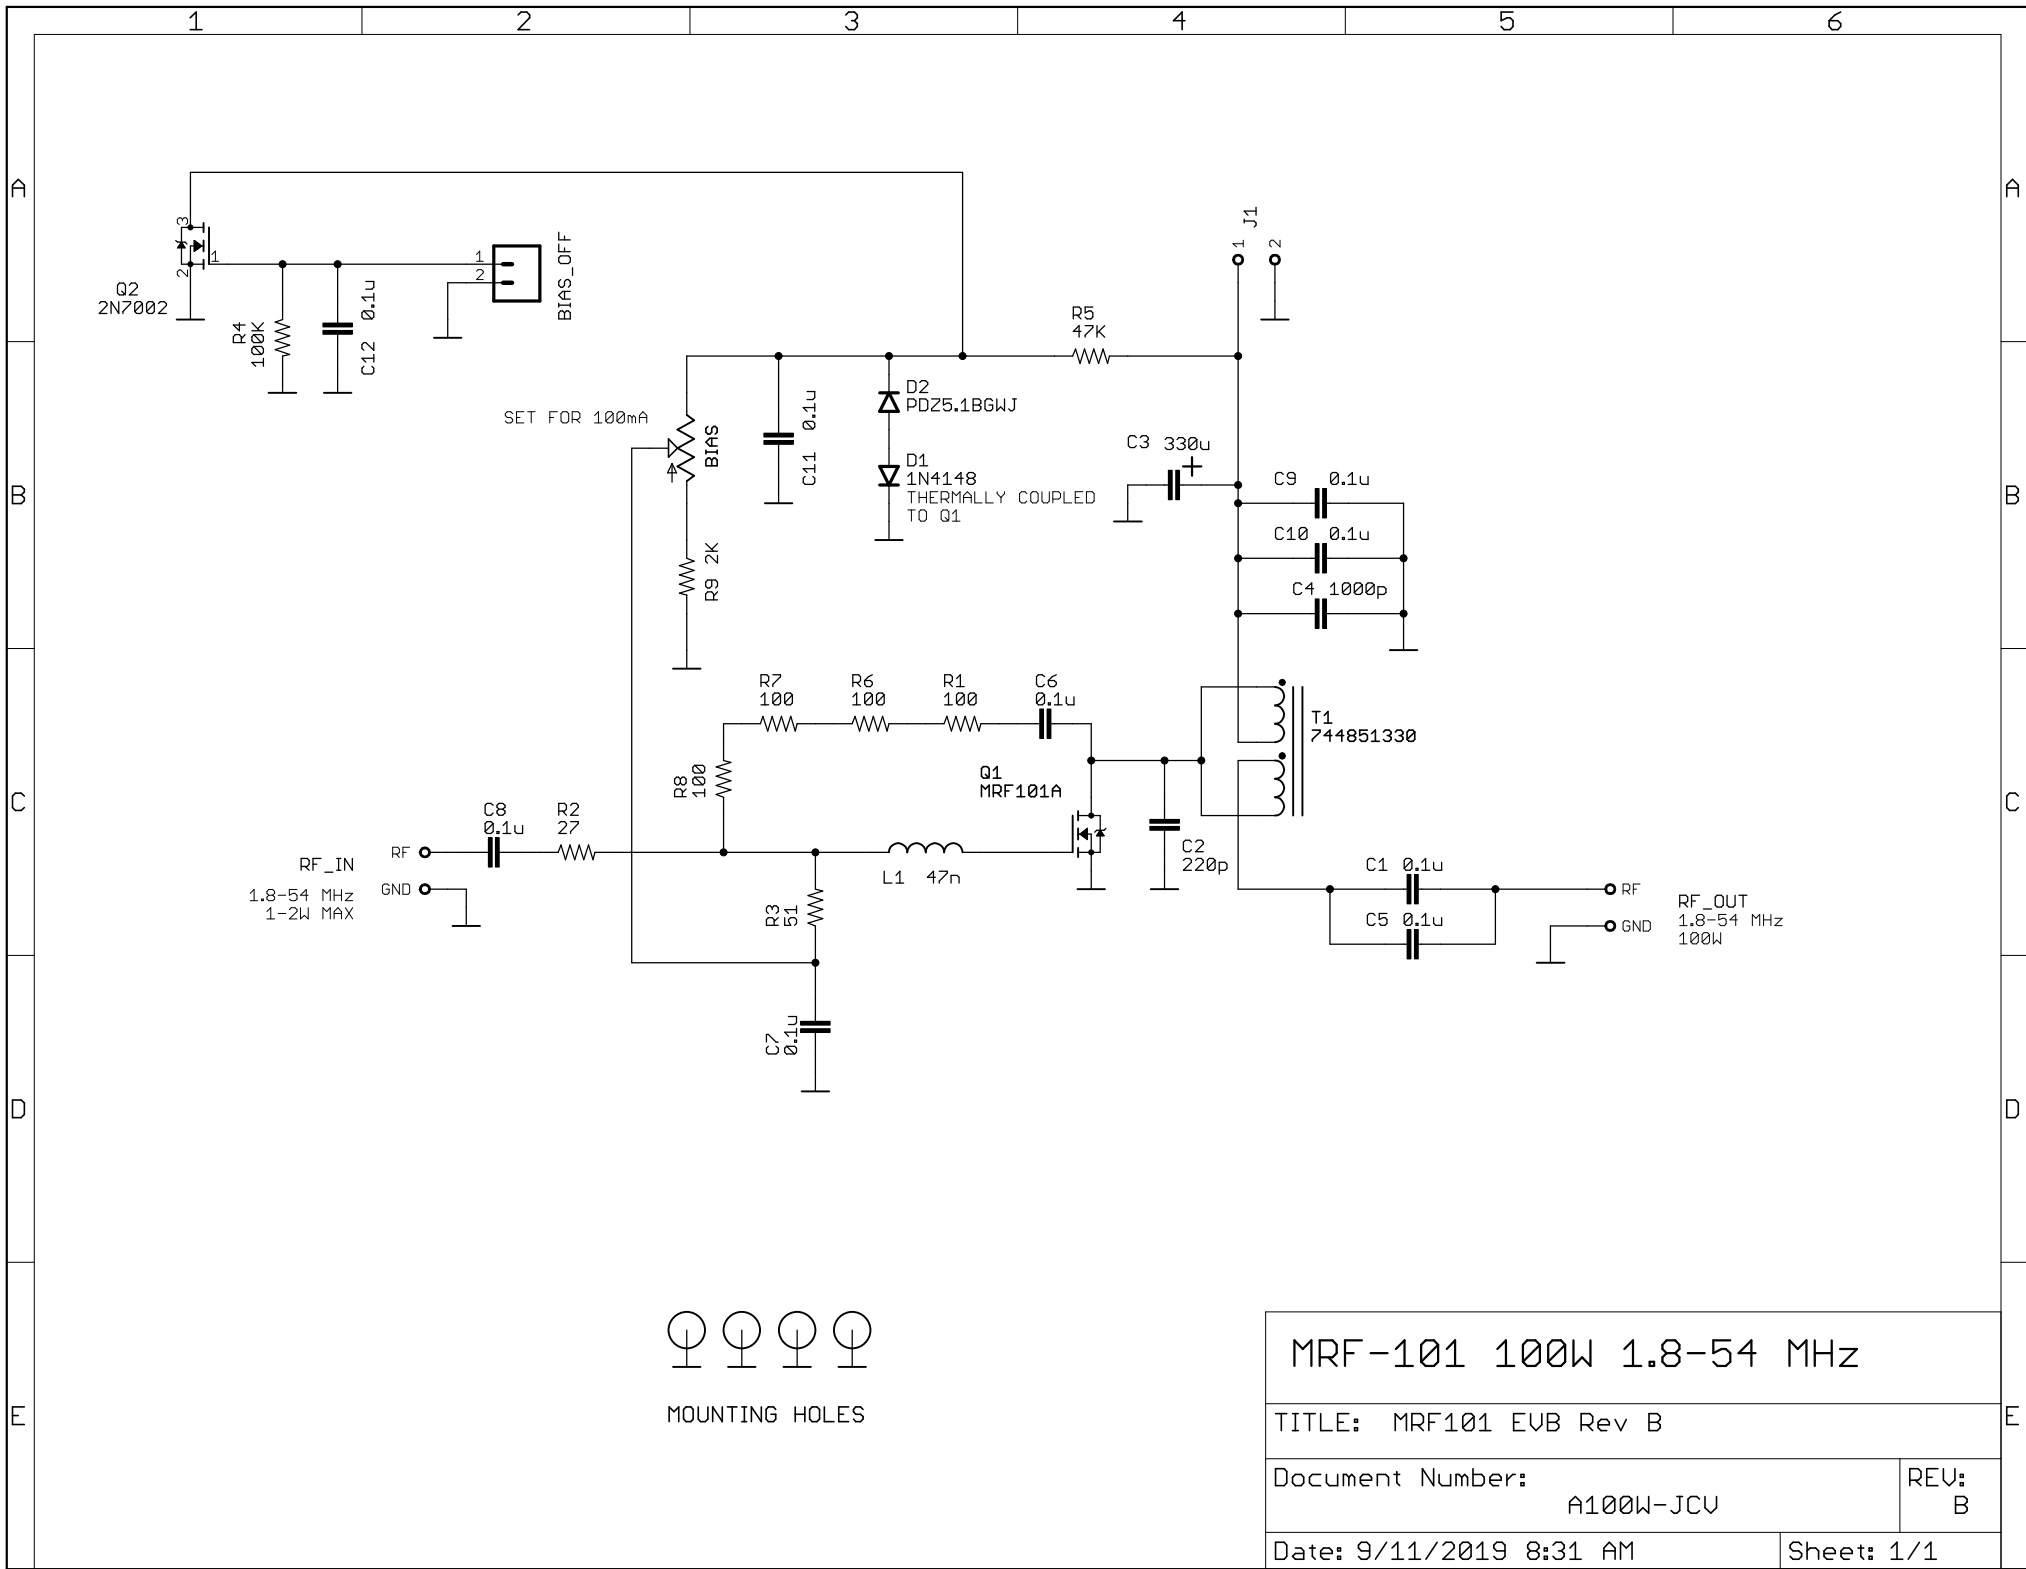 1 2 3 4 5 6
A A
B B
C C
D D
E E
3
1
2
Q2
2N7002
R4
100K
0.1u
C12
1
2
BIAS_OFF
J1
1 2
R5
47K
SET FOR 100mA
BIAS
0.1u
C11
D2
PDZ5.1BGWJ
D1
1N4148
THERMALLY COUPLED
TO Q1
C3 330u
+
C9 0.1u
C10 0.1u
C4 1000p
R9 2K
R7
100
R6
100
R1
100
C6
0.1u
T1
744851330
R8
100
Q1
MRF101A
C8
0.1u
R2
27
RF
RF_IN
GND
1.8-54 MHz
1-2W MAX
L1 47n
C2
220p
R3
51
C1 0.1u
C5 0.1u
RF
RF_OUT
1.8-54 MHz
GND
100W
C7
0.1u
MOUNTING HOLES
MRF-101 100W 1.8-54 MHz
TITLE: MRF101 EVB Rev B
Document Number:
A100W-JCV
REV:
B
Date: 9/11/2019 8:31 AM
Sheet: 1/1